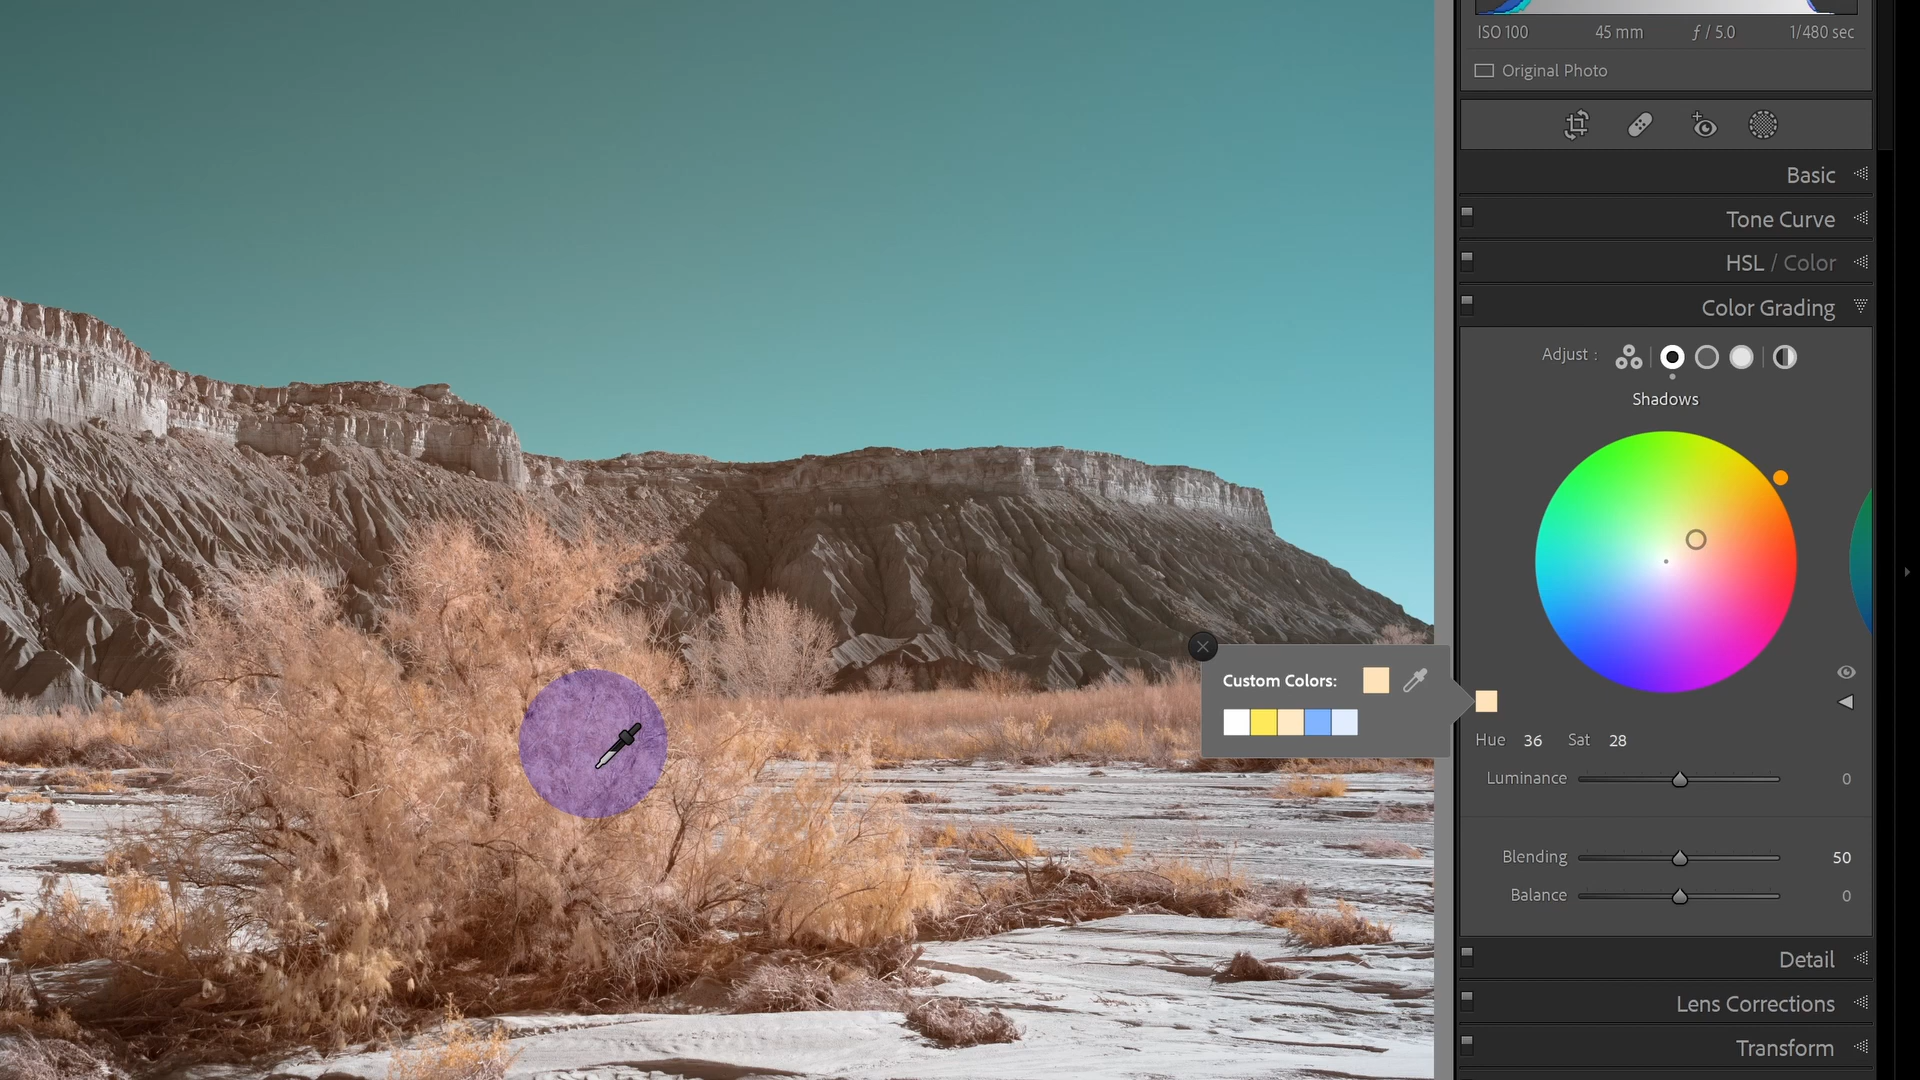 ISO 100 45 mm ƒ / 5.0 1/480 sec
Original Photo
Basic
Tone Curve
HSL / Color
Color Grading
Adjust :
Shadows
Custom Colors:
Hue 36 Sat 28
Luminance 0
Blending 50
Balance 0
Detail
Lens Corrections
Transform